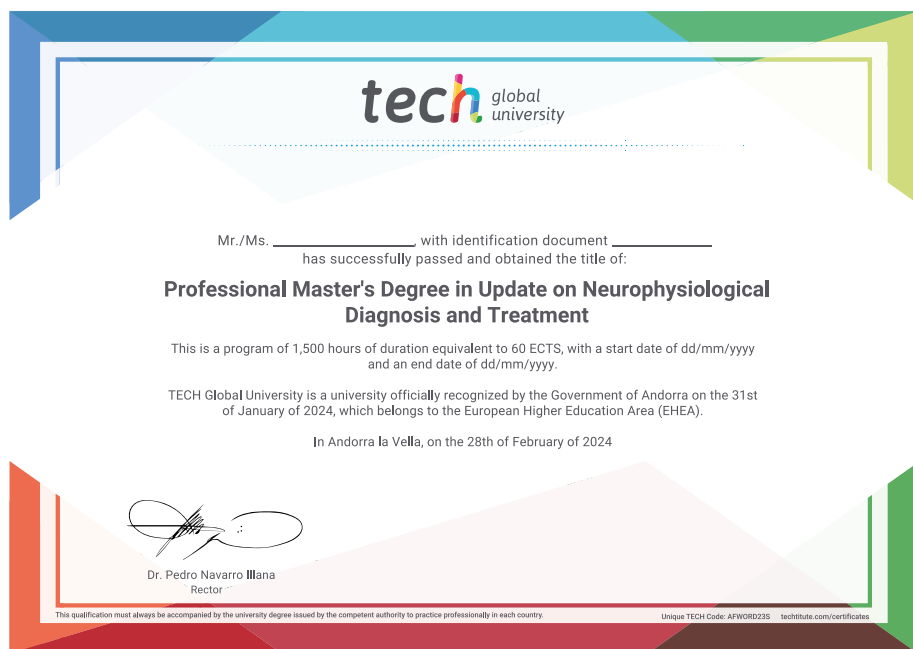 tech global
university
Mr./Ms. ____________, with identification document ____________
has successfully passed and obtained the title of:
Professional Master's Degree in Update on Neurophysiological
Diagnosis and Treatment
This is a program of 1,500 hours of duration equivalent to 60 ECTS, with a start date of dd/mm/yyyy
and an end date of dd/mm/yyyy.
TECH Global University is a university officially recognized by the Government of Andorra on the 31st
of January of 2024, which belongs to the European Higher Education Area (EHEA).
In Andorra la Vella, on the 28th of February of 2024
Dr. Pedro Navarro Illana
Rector
This qualification must always be accompanied by the university degree issued by the competent authority to practice professionally in each country.
Unique TECH Code: AFWORD23S techtitute.com/certificates